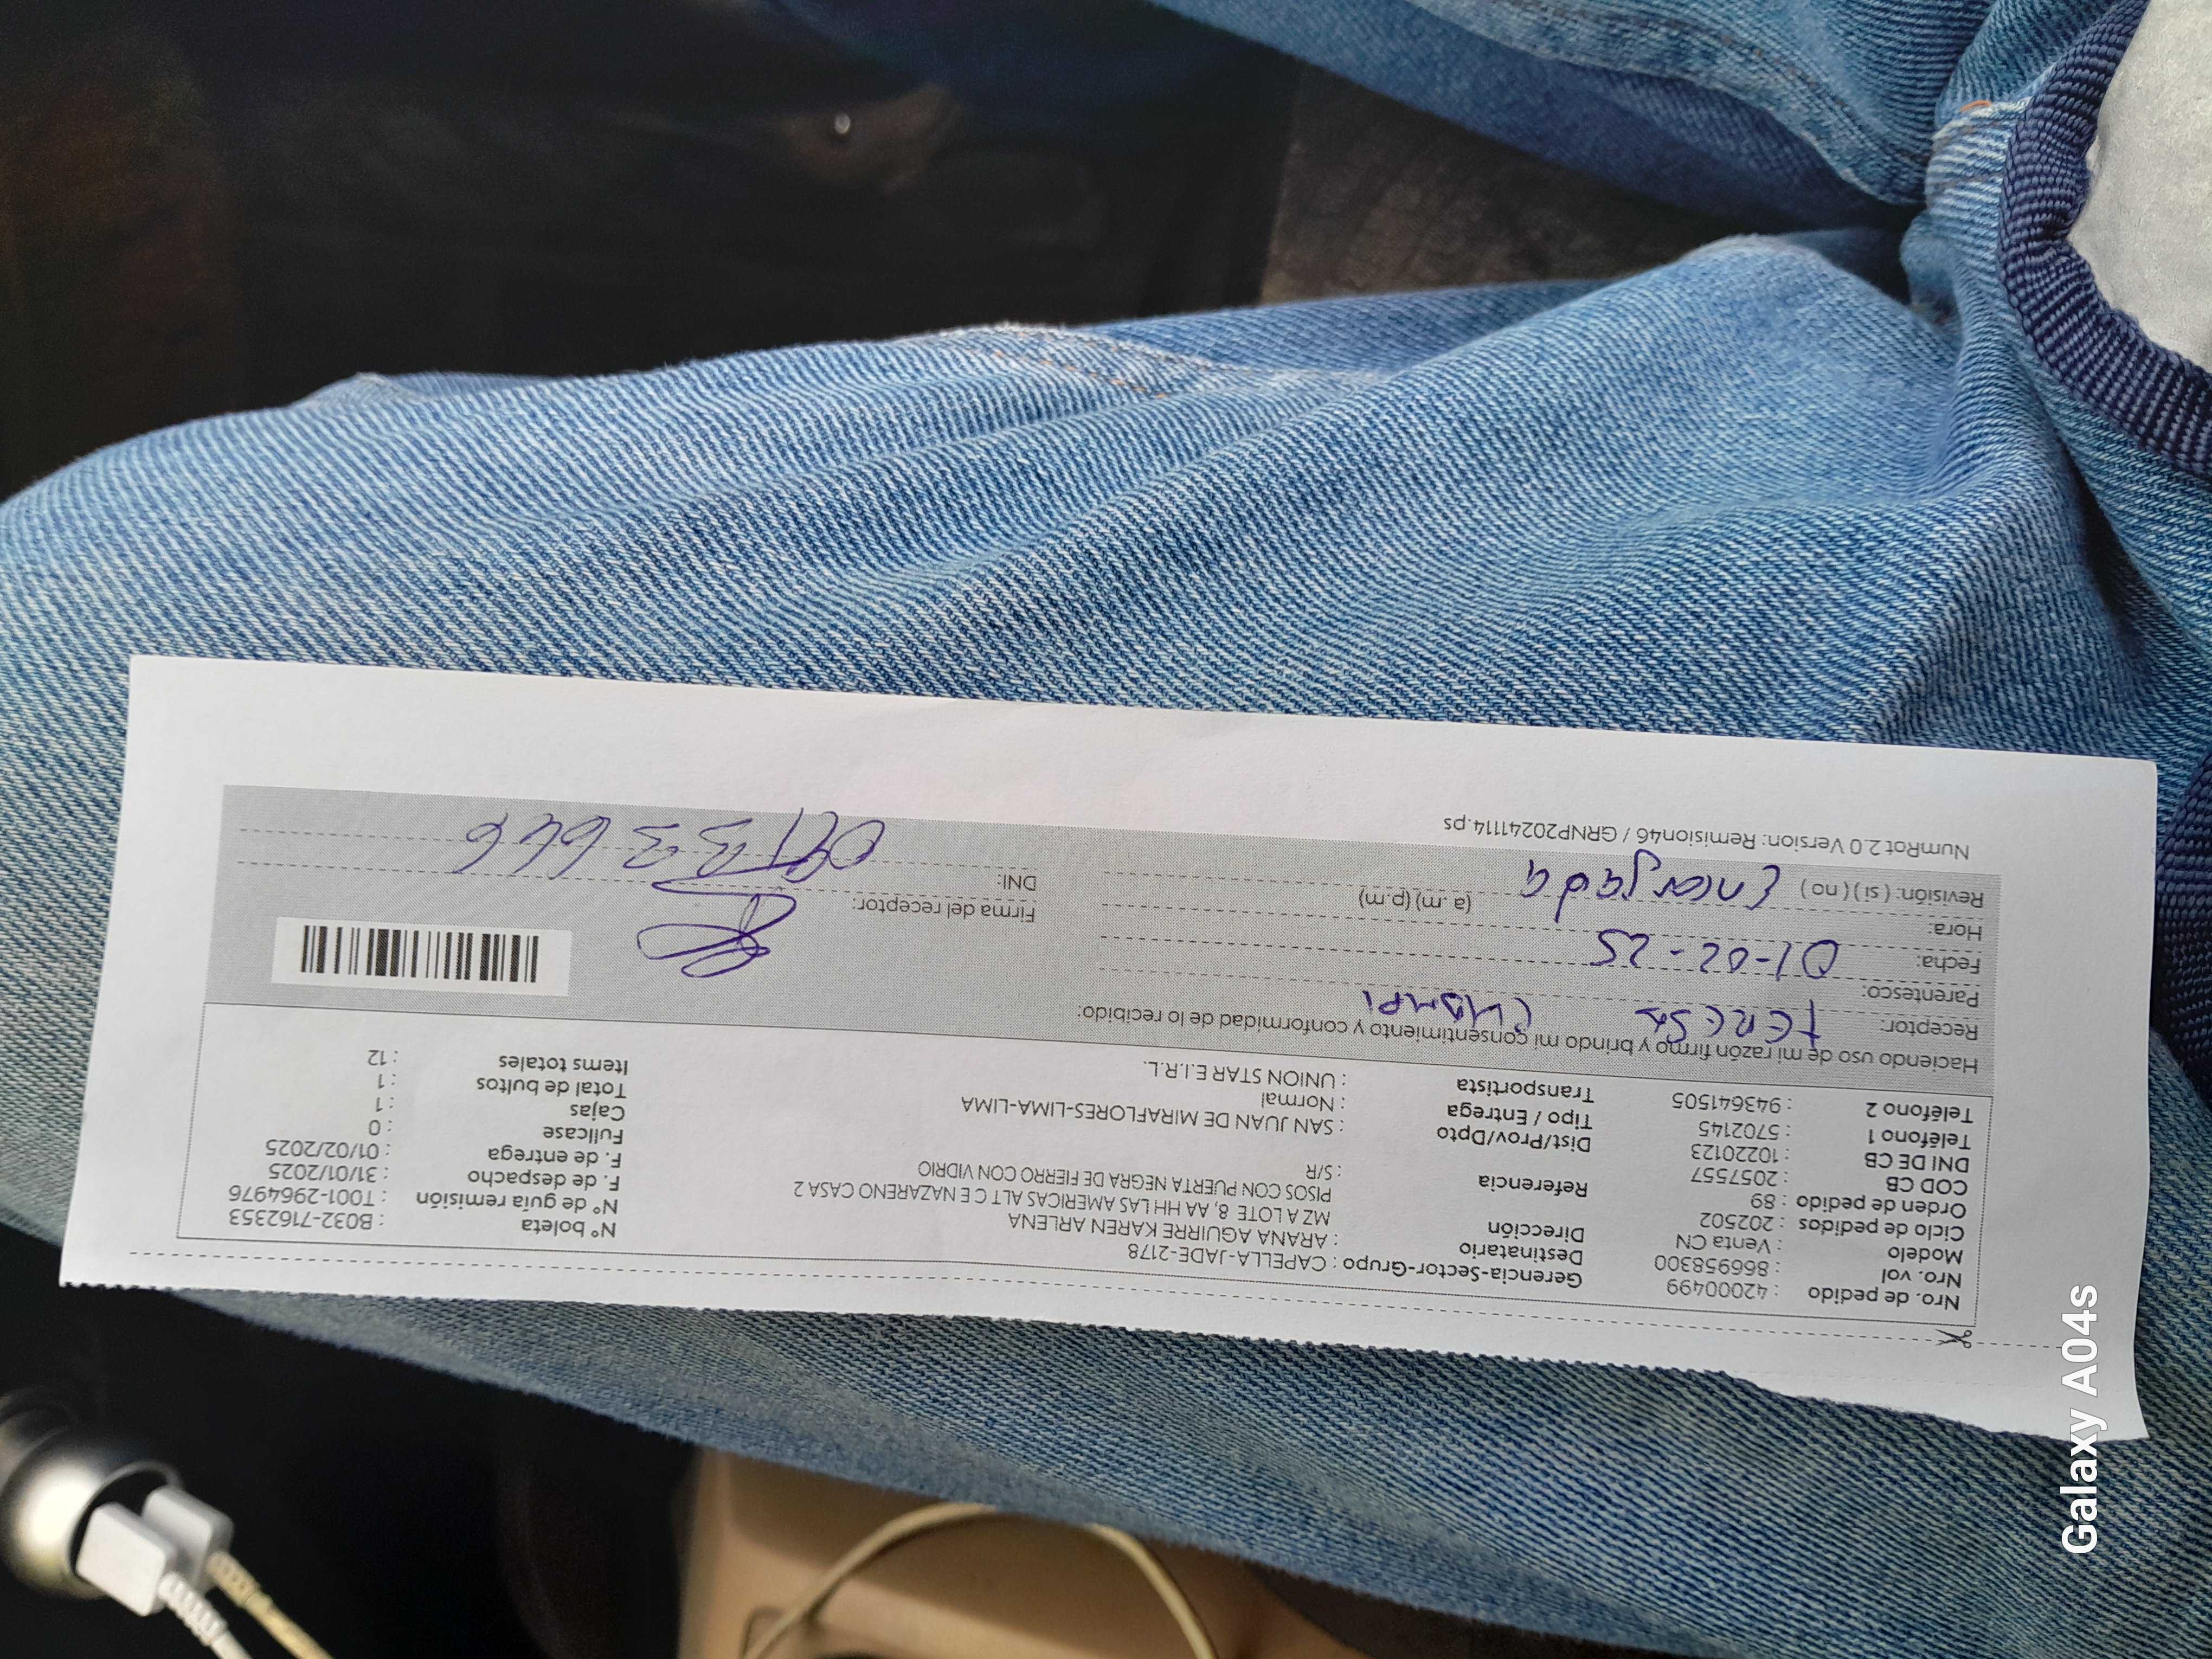 Nro. de pedido : 42000499
Nro. vol : 866958300
Modelo : Venta CN
Ciclo de pedidos : 202502
Orden de pedido : 89
COD CB : 2057557
DNI DE CB : 10220123
Teléfono 1 : 5702145
Teléfono 2 : 943641505
Gerencia-Sector-Grupo : CAPELLA-JADE-2178
Destinatario : ARANA AGUIRRE KAREN ARLENA
Dirección MZ A LOTE 8, AA HH LAS AMERICAS ALT C E NAZARENO CASA 2
PISOS CON PUERTA NEGRA DE FIERRO CON VIDRIO
Referencia : S/R
Dist/Prov/Dpto : SAN JUAN DE MIRAFLORES-LIMA-LIMA
Tipo / Entrega : Normal
Transportista : UNION STAR E.I.R.L.
N° boleta : B032-7162353
N° de guía remisión : T001-2964976
F. de despacho : 31/01/2025
F. de entrega : 01/02/2025
Fullcase : 0
Cajas : 1
Total de bultos : 1
Items totales : 12
Haciendo uso de mi razón firmo y brindo mi consentimiento y conformidad de lo recibido:
Receptor: TERESA CHAMPI
Parentesco:
Fecha: 01-02-25
Hora: (a.m) (p.m)
Revisión: ( si ) ( no ) Encargada
Firma del receptor:
DNI:
NumRot 2.0 Version: Remision46 / GRNP20241114.ps
Galaxy A04s